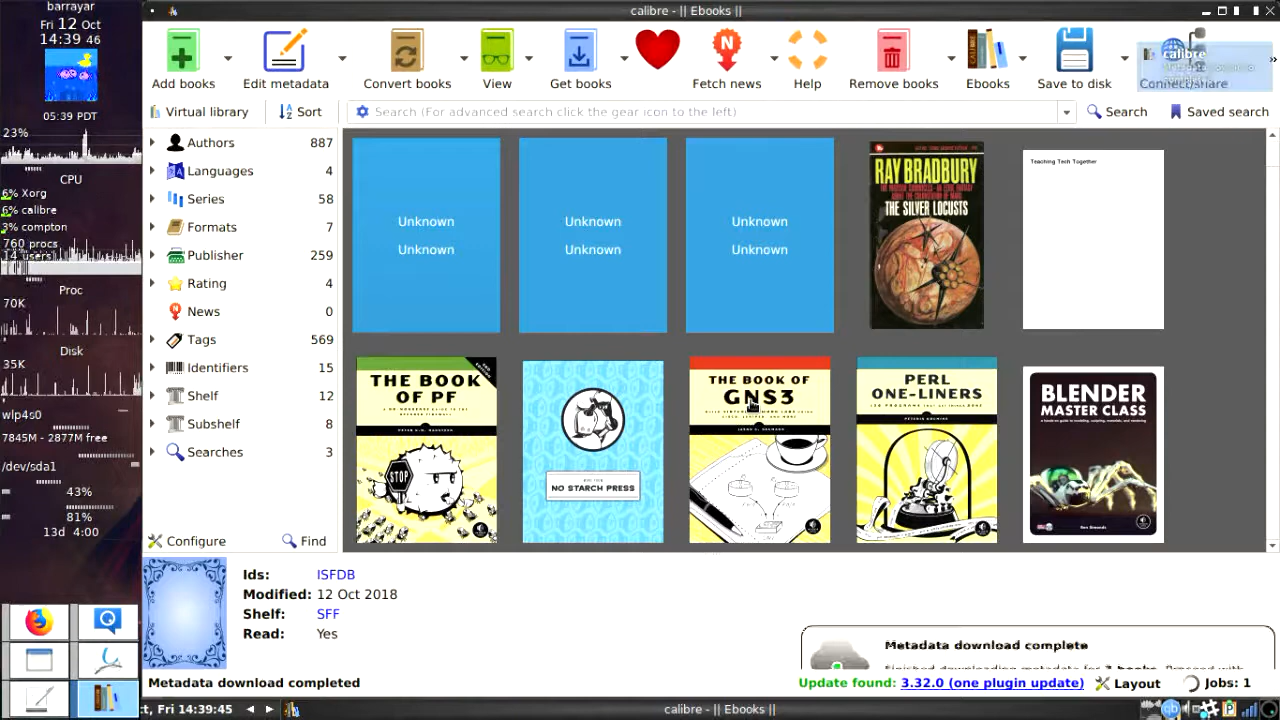 barrayar
Fri 12 Oct
14:39 46
05:39 PDT
23%
CPU
6% Xorg
6% calibre
3% compton
760 procs
14 users
Proc
70K
Disk
35K
wlp4s0
7845M - 2877M free
/dev/sda1
43%
81%
13d 4:00
calibre - || Ebooks ||
Add books
Edit metadata
Convert books
View
Get books
Fetch news
Help
Remove books
Ebooks
Save to disk
Connect/share
calibre
Virtual library
Sort
Search (For advanced search click the gear icon to the left)
Search
Saved search
Authors 887
Languages 4
Series 58
Formats 7
Publisher 259
Rating 4
News 0
Tags 569
Identifiers 15
Shelf 6
Subshelf 8
Searches 3
Configure
Find
Unknown
Unknown
Unknown
Unknown
Unknown
Unknown
RAY BRADBURY
THE SILVER LOCUSTS
Teaching Tech Together
THE BOOK
OF PF
STOP
NO STARCH PRESS
THE BOOK OF
GNS3
PERL
ONE-LINERS
BLENDER
MASTER CLASS
Ben Simonds
Ids: ISFDB
Modified: 12 Oct 2018
Shelf: SFF
Read: Yes
Metadata download complete
Metadata download completed
Update found: 3.32.0 (one plugin update)
Layout
Jobs: 1
t, Fri 14:39:45
calibre - || Ebooks ||